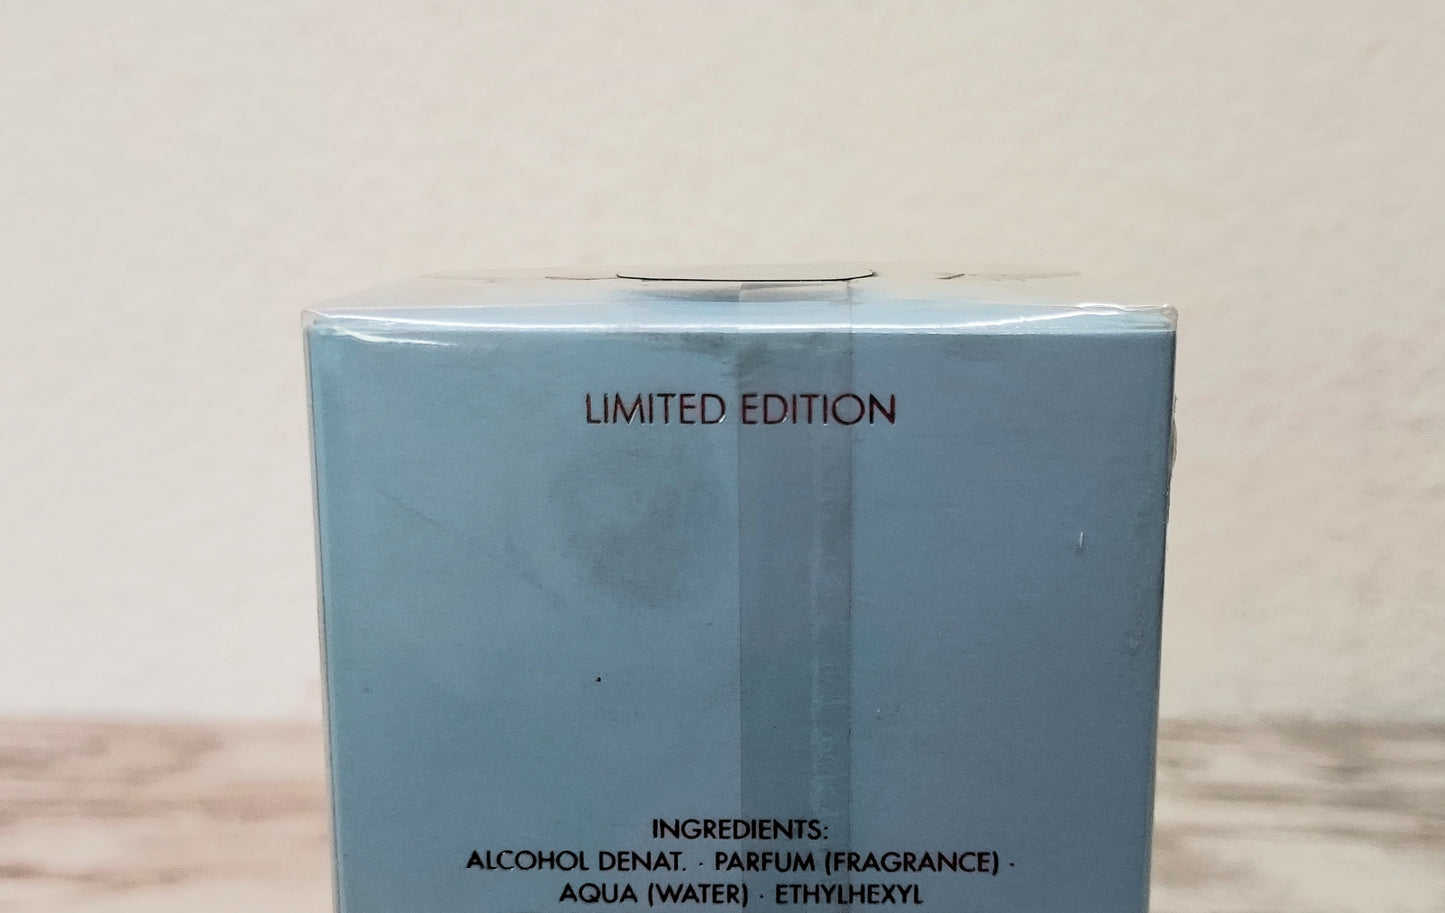 LIMITED EDITION
INGREDIENTS:
ALCOHOL DENAT. · PARFUM (FRAGRANCE) ·
AQUA (WATER) · ETHYLHEXYL